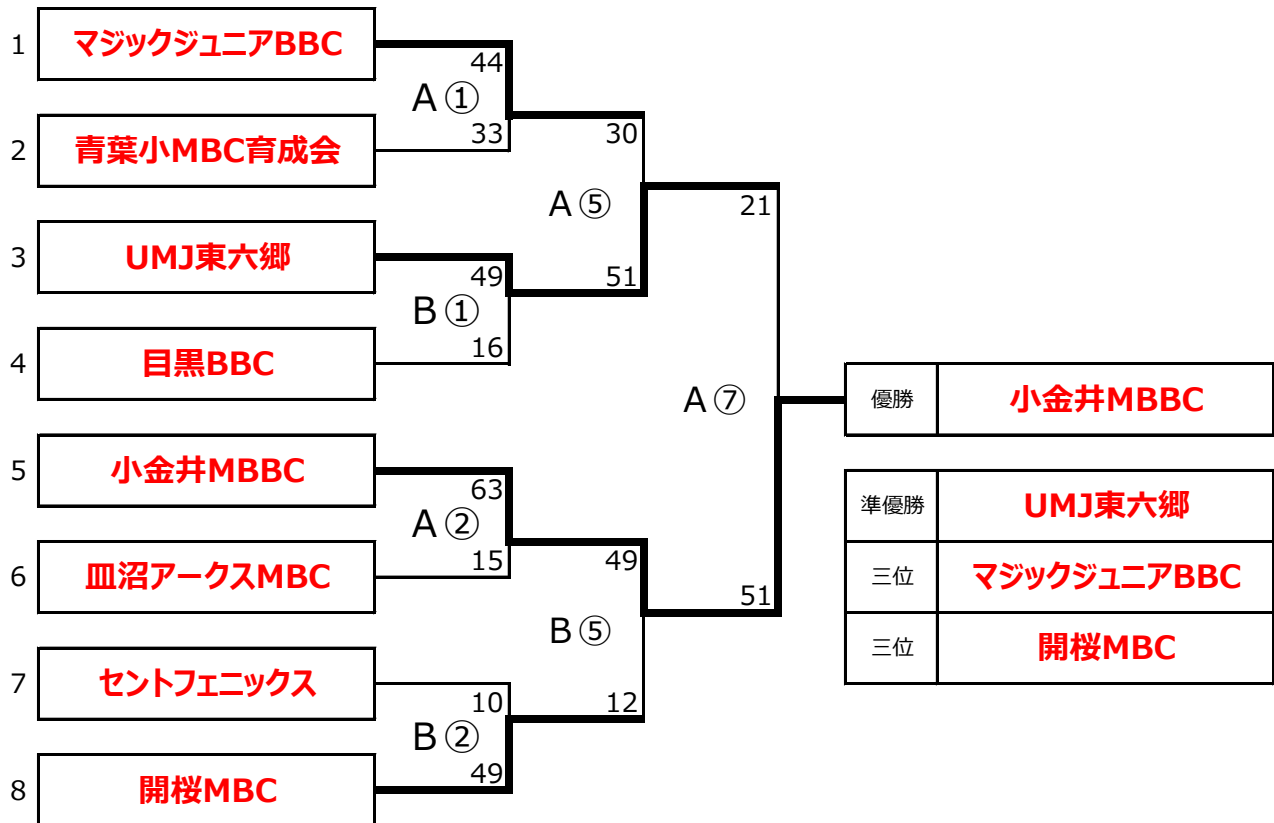 1 マジックジュニアBBC
44
A①
33
2 青葉小MBC育成会
30
A⑤
21
3 UMJ東六郷
49
51
B①
16
4 目黒BBC
A⑦
優勝 小金井MBBC
5 小金井MBBC
63
A②
15
準優勝 UMJ東六郷
6 皿沼アークスMBC
49
51
三位 マジックジュニアBBC
B⑤
三位 開桜MBC
7 セントフェニックス
10
12
B②
49
8 開桜MBC